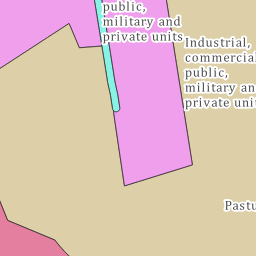 public,
military and
private units
Industrial,
commercial
public,
military an
private unit
Pastu